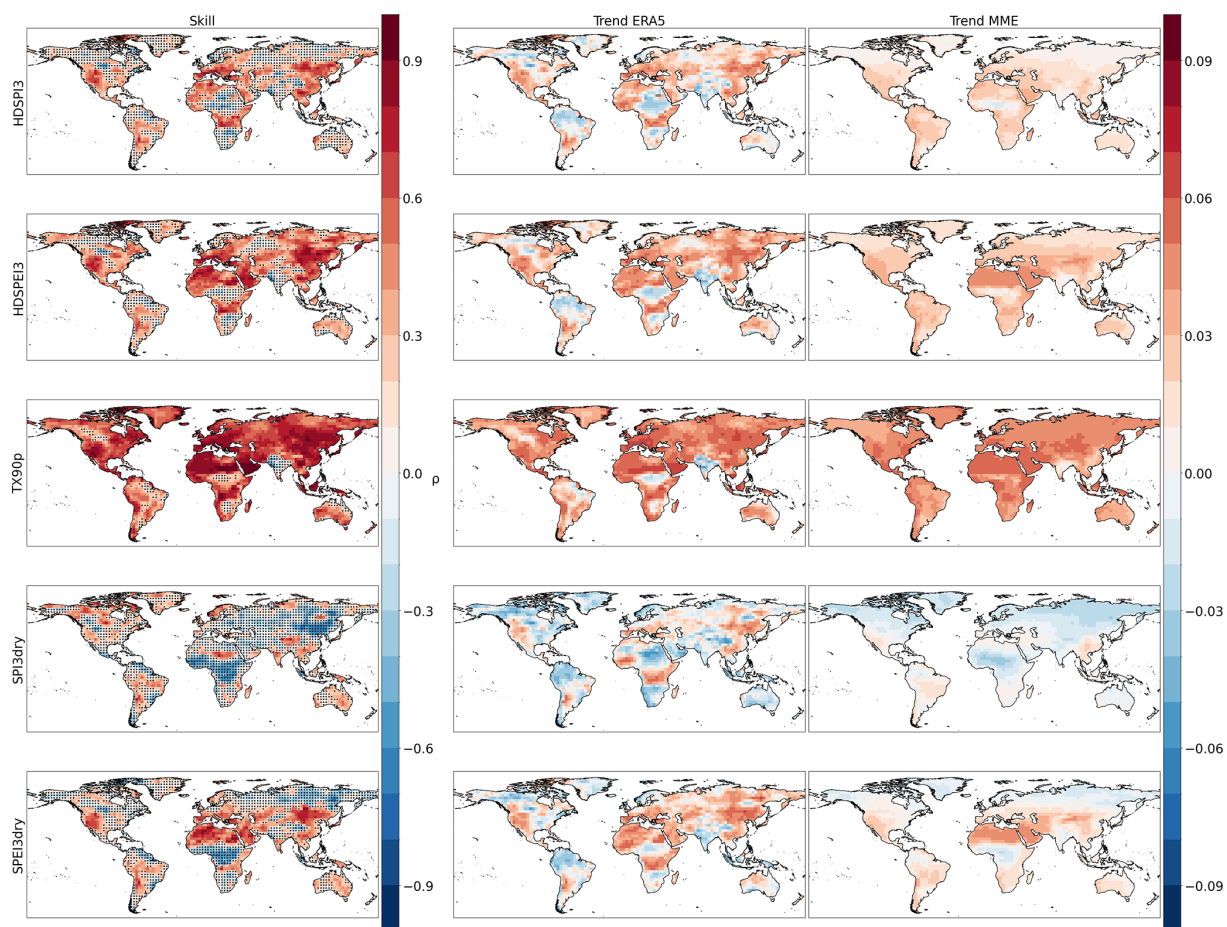 Skill
Trend ERA5
Trend MME
HDSPI3
HDSPEI3
TX90p
SPI3dry
SPEI3dry
0.9
0.6
0.3
0.0
−0.3
−0.6
−0.9
ρ
0.09
0.06
0.03
0.00
−0.03
−0.06
−0.09